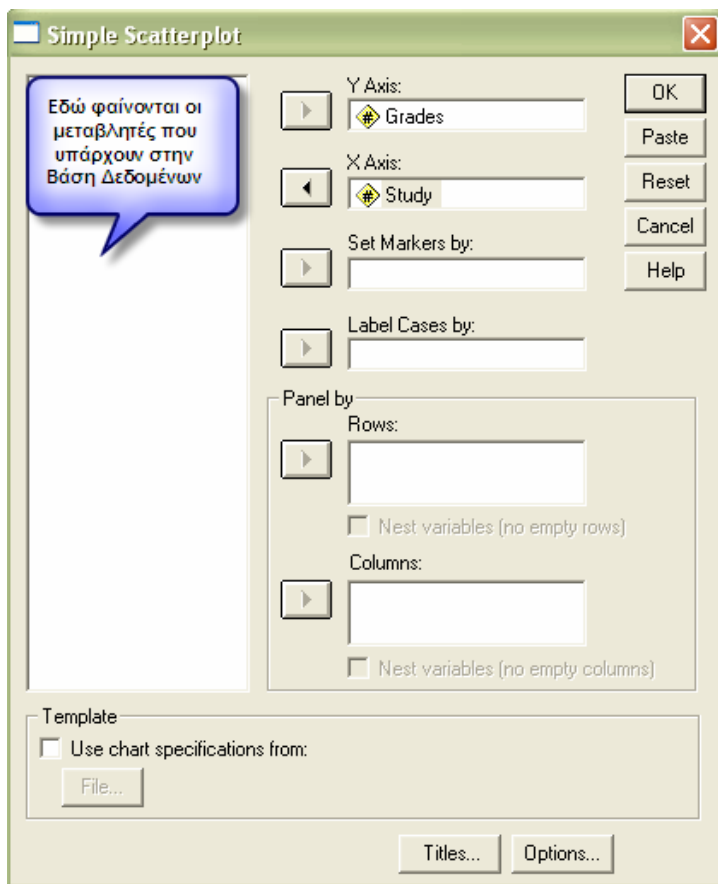 Simple Scatterplot
Εδώ φαίνονται οι
μεταβλητές που
υπάρχουν στην
Βάση Δεδομένων
Y Axis:
Grades
X Axis:
Study
Set Markers by:
Label Cases by:
Panel by
Rows:
Nest variables (no empty rows)
Columns:
Nest variables (no empty columns)
OK
Paste
Reset
Cancel
Help
Template
Use chart specifications from:
File...
Titles...
Options...